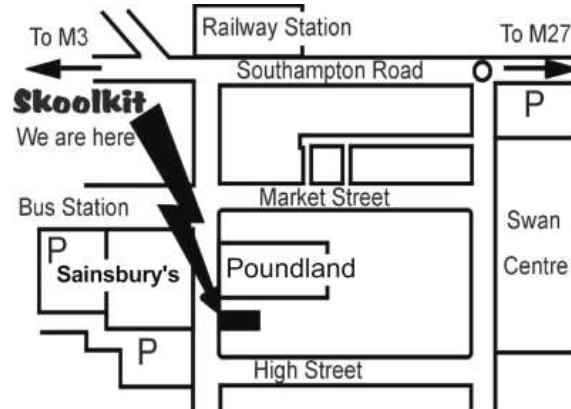 Railway Station
To M3
To M27
Southampton Road
Skoolkit
We are here
P
Market Street
Bus Station
Swan
Centre
P
Sainsbury's
Poundland
P
High Street